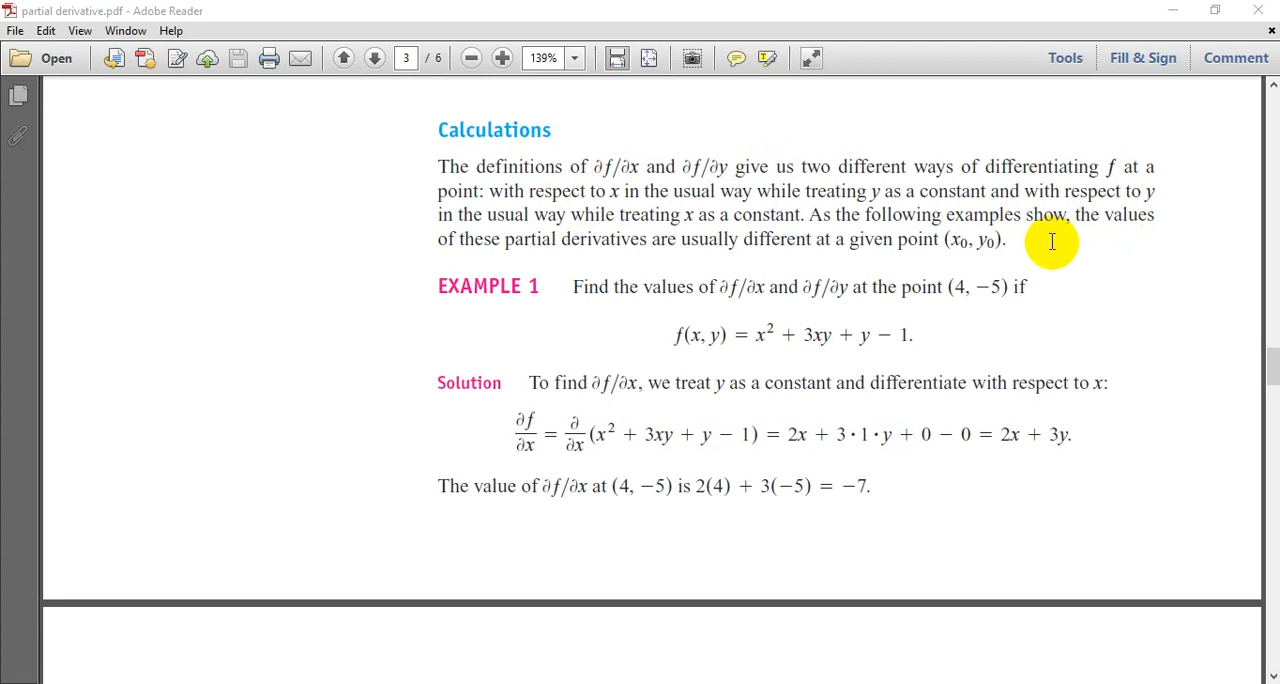 partial derivative.pdf - Adobe Reader
File Edit View Window Help
Open 3 / 6 139% Tools Fill & Sign Comment
Calculations
The definitions of ∂f/∂x and ∂f/∂y give us two different ways of differentiating f at a
point: with respect to x in the usual way while treating y as a constant and with respect to y
in the usual way while treating x as a constant. As the following examples show, the values
of these partial derivatives are usually different at a given point (x₀, y₀).
EXAMPLE 1 Find the values of ∂f/∂x and ∂f/∂y at the point (4, −5) if
f(x, y) = x² + 3xy + y − 1.
Solution To find ∂f/∂x, we treat y as a constant and differentiate with respect to x:
∂f/∂x = ∂/∂x (x² + 3xy + y − 1) = 2x + 3·1·y + 0 − 0 = 2x + 3y.
The value of ∂f/∂x at (4, −5) is 2(4) + 3(−5) = −7.